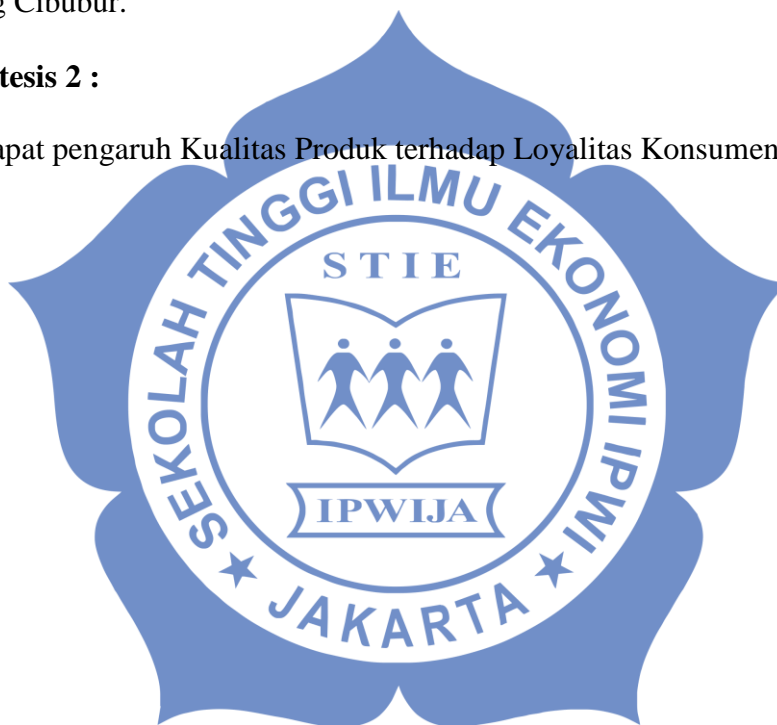 g Cibubur.
tesis 2 :
apat pengaruh Kualitas Produk terhadap Loyalitas Konsumen
SEKOLAH TINGGI ILMU EKONOMI IPWI
STIE
IPWIJA
JAKARTA